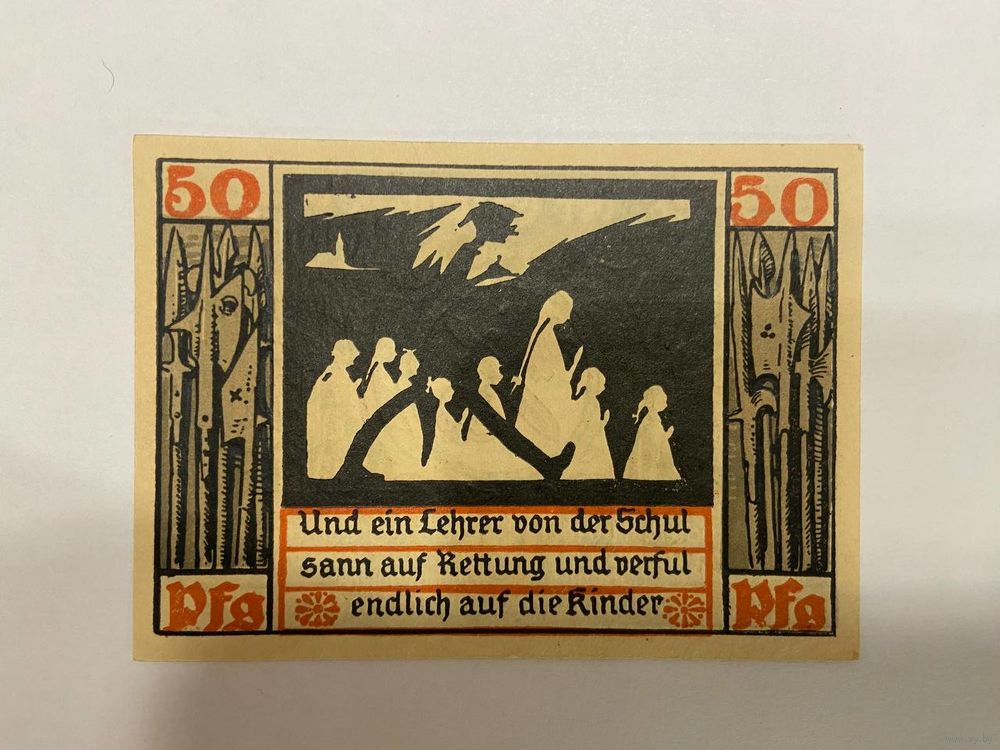 50 50
Und ein Lehrer von der Schul
sann auf Rettung und verful
endlich auf die Kinder
Pfg Pfg